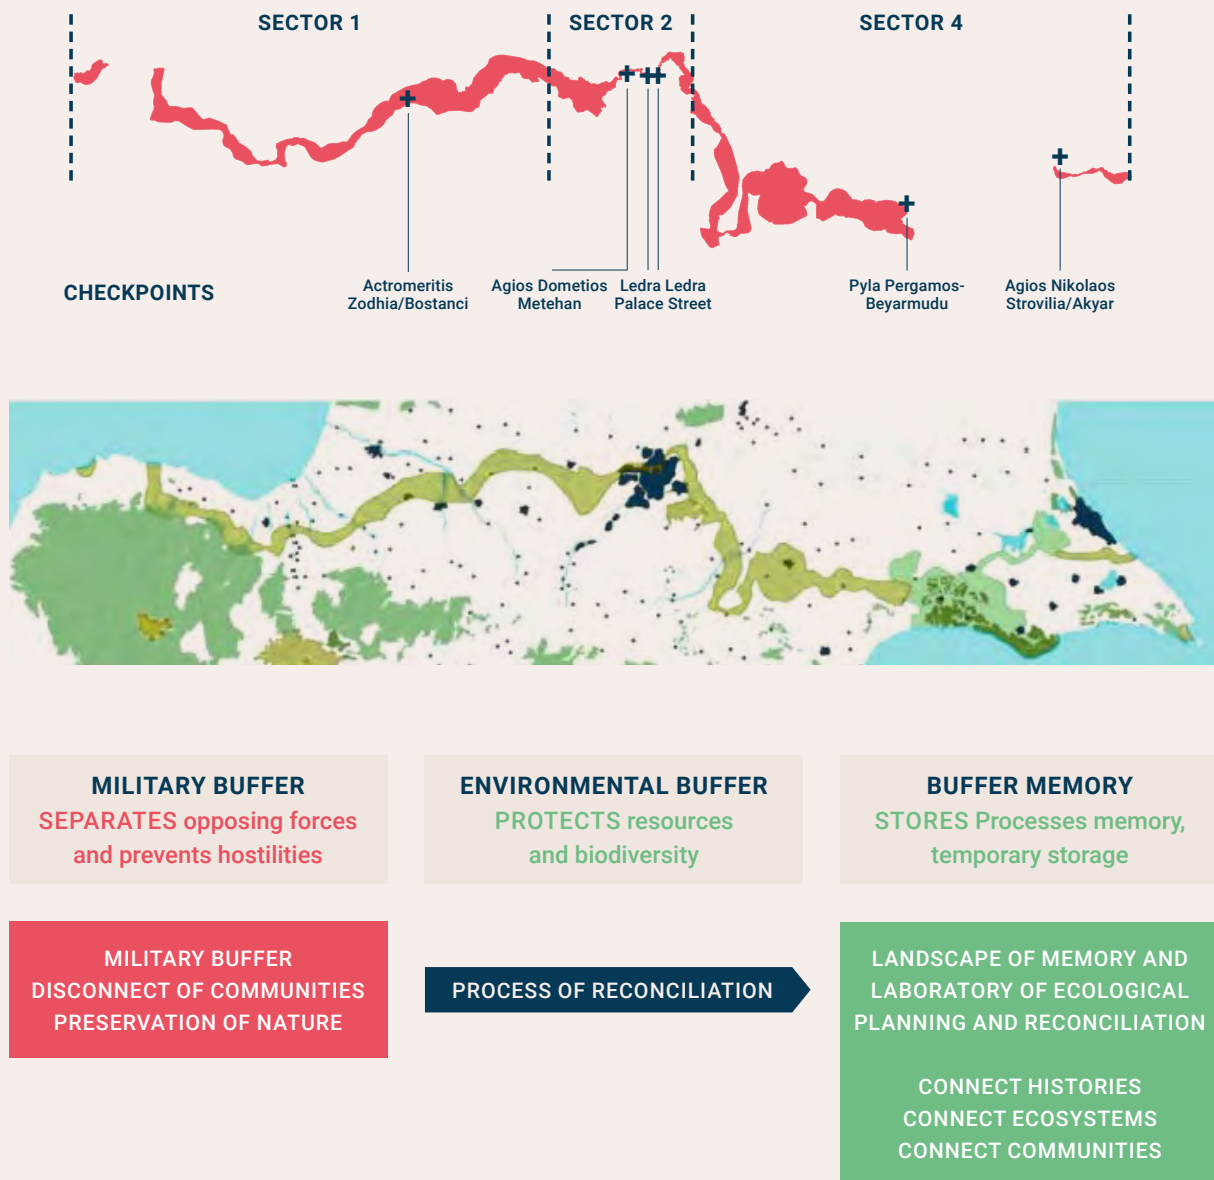 SECTOR 1
SECTOR 2
SECTOR 4
CHECKPOINTS
Actromeritis
Zodhia/Bostanci
Agios Dometios
Metehan
Ledra Ledra
Palace Street
Pyla Pergamos-
Beyarmudu
Agios Nikolaos
Strovilia/Akyar
MILITARY BUFFER
SEPARATES opposing forces
and prevents hostilities
ENVIRONMENTAL BUFFER
PROTECTS resources
and biodiversity
BUFFER MEMORY
STORES Processes memory,
temporary storage
MILITARY BUFFER
DISCONNECT OF COMMUNITIES
PRESERVATION OF NATURE
PROCESS OF RECONCILIATION
LANDSCAPE OF MEMORY AND
LABORATORY OF ECOLOGICAL
PLANNING AND RECONCILIATION
CONNECT HISTORIES
CONNECT ECOSYSTEMS
CONNECT COMMUNITIES